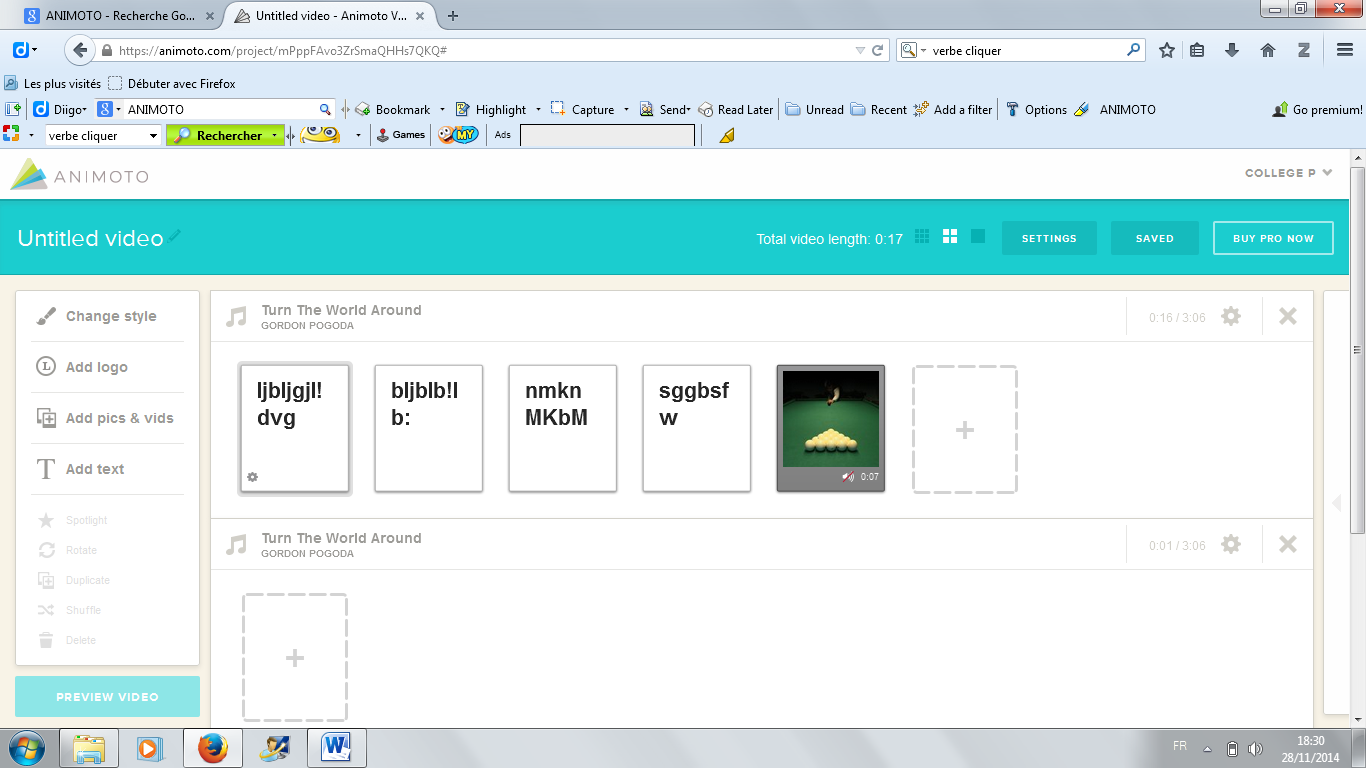 ANIMOTO - Recherche Go...
Untitled video - Animoto V...
https://animoto.com/project/mPppFAvo3ZrSmaQHHs7QKQ#
verbe cliquer
Les plus visités
Débuter avec Firefox
Diigo
ANIMOTO
Bookmark
Highlight
Capture
Send
Read Later
Unread
Recent
Add a filter
Options
ANIMOTO
Go premium!
verbe cliquer
Rechercher
Games
MY
Ads
ANIMOTO
COLLEGE P
Untitled video
Total video length: 0:17
SETTINGS
SAVED
BUY PRO NOW
Change style
Add logo
Add pics & vids
Add text
Spotlight
Rotate
Duplicate
Shuffle
Delete
PREVIEW VIDEO
Turn The World Around
GORDON POGODA
0:16 / 3:06
ljbljgjl!
dvg
bljblb!l
b:
nmkn
MKbM
sggbsf
w
0:07
Turn The World Around
GORDON POGODA
0:01 / 3:06
FR
18:30
28/11/2014